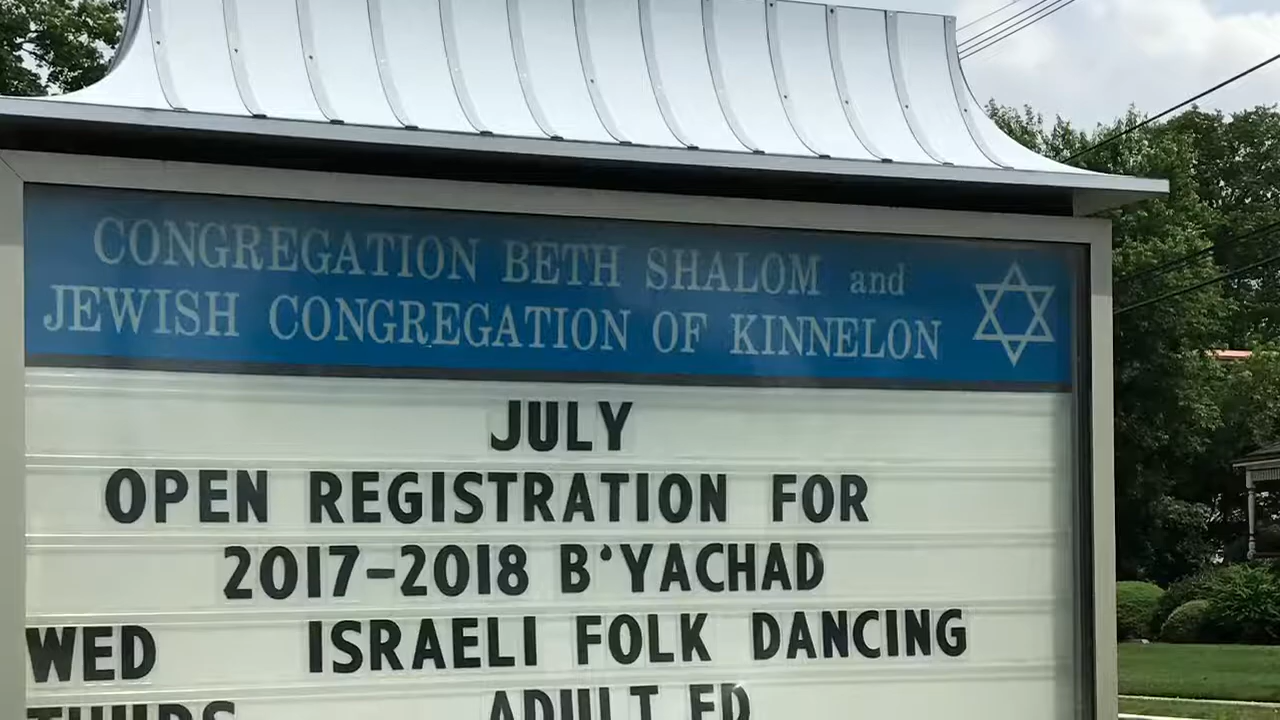 CONGREGATION BETH SHALOM and
JEWISH CONGREGATION OF KINNELON
JULY
OPEN REGISTRATION FOR
2017-2018 B'YACHAD
WED ISRAELI FOLK DANCING
THURS ADULT ED